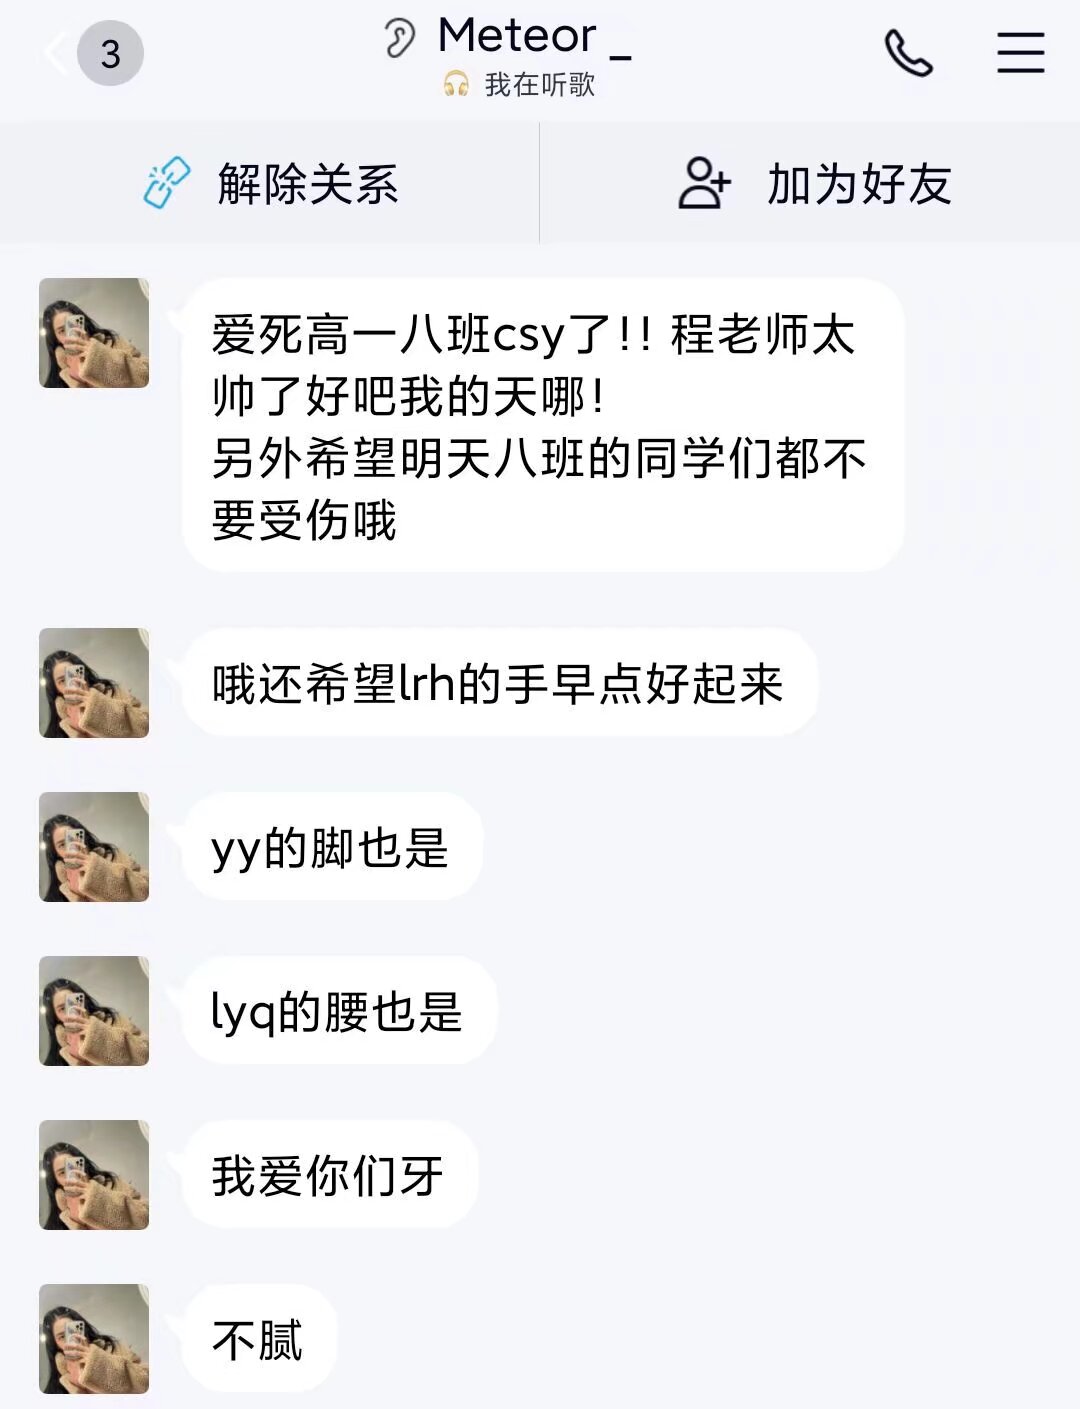 3
Meteor _
我在听歌
解除关系
加为好友
爱死高一八班csy了!! 程老师太
帅了好吧我的天哪!
另外希望明天八班的同学们都不
要受伤哦
哦还希望lrh的手早点好起来
yy的脚也是
lyq的腰也是
我爱你们牙
不腻